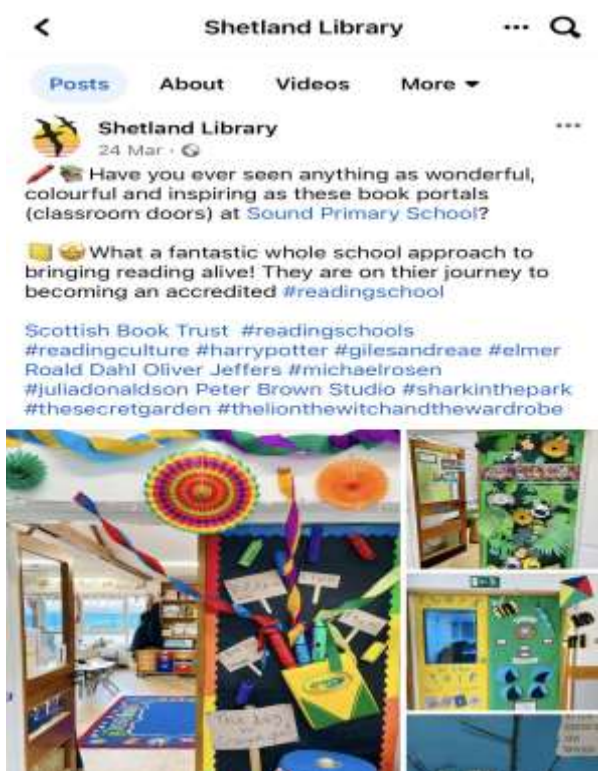 Shetland Library
Posts About Videos More
Shetland Library
24 Mar
Have you ever seen anything as wonderful,
colourful and inspiring as these book portals
(classroom doors) at Sound Primary School?
What a fantastic whole school approach to
bringing reading alive! They are on thier journey to
becoming an accredited #readingschool
Scottish Book Trust #readingschools
#readingculture #harrypotter #gilesandreae #elmer
Roald Dahl Oliver Jeffers #michaelrosen
#juliadonaldson Peter Brown Studio #sharkinthepark
#thesecretgarden #thelionthewitchandthewardrobe